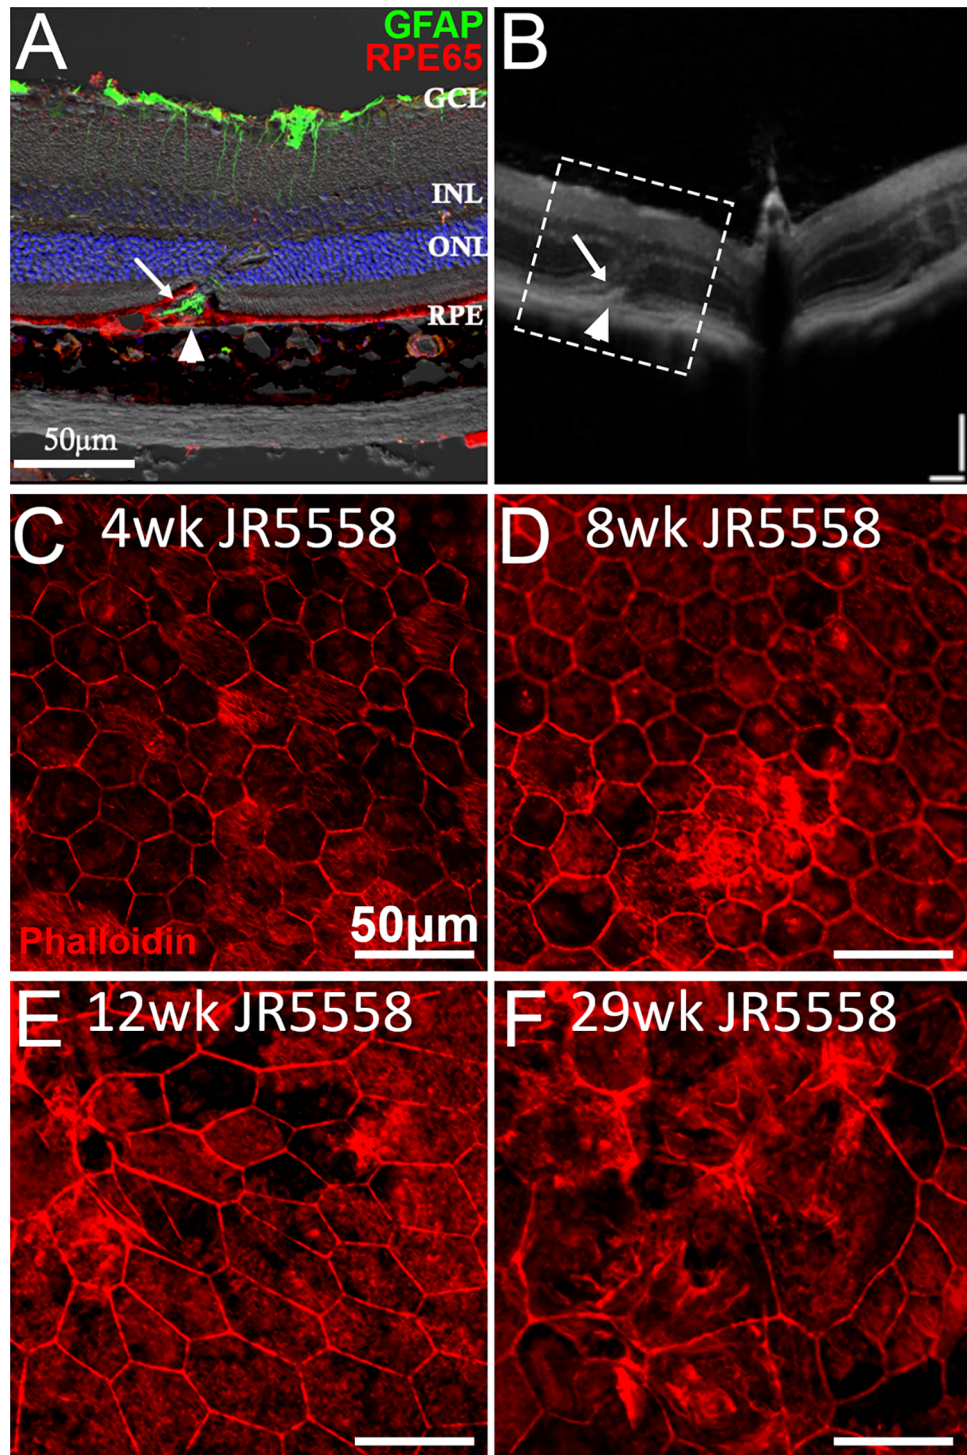 A
GFAP
RPE65
GCL
INL
ONL
RPE
50µm
B
C 4wk JR5558
Phalloidin
50µm
D 8wk JR5558
E 12wk JR5558
F 29wk JR5558